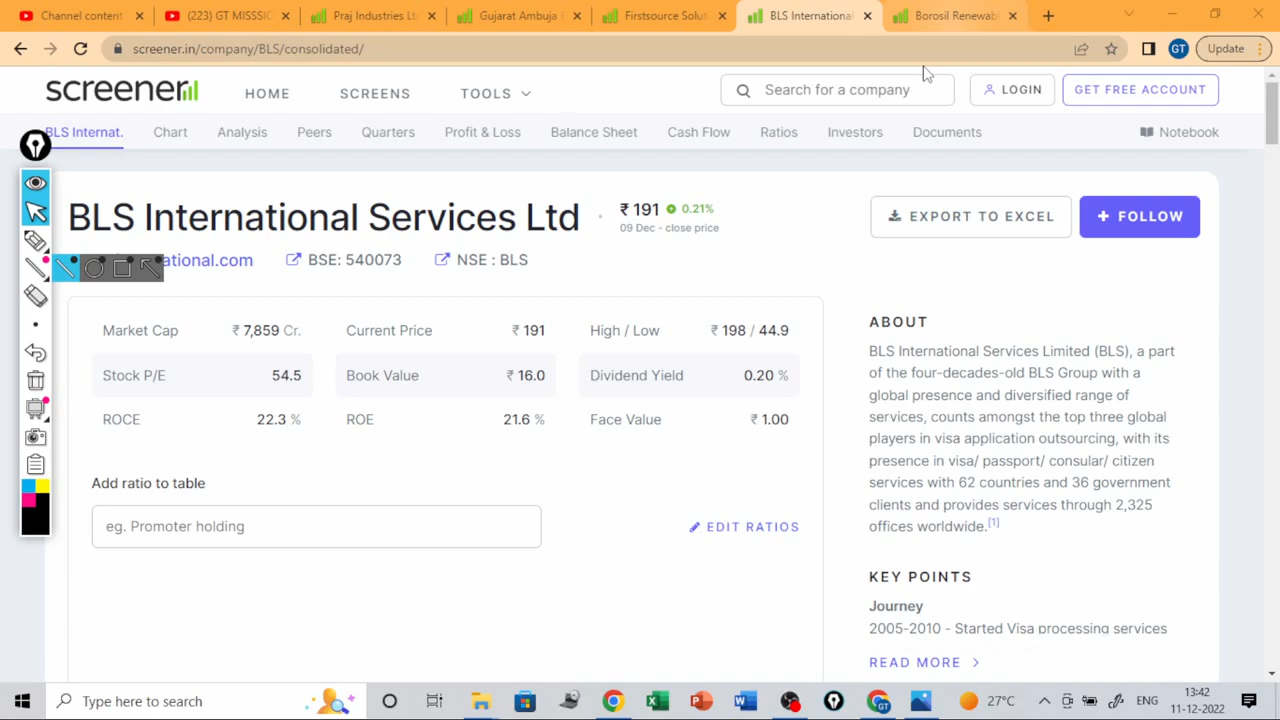 Channel content
(223) GT MISSSIC
Praj Industries Lt
Gujarat Ambuja
Firstsource Solut
BLS International
Borosil Renewab
screener.in/company/BLS/consolidated/
GT
Update
screener
HOME
SCREENS
TOOLS
Search for a company
LOGIN
GET FREE ACCOUNT
BLS Internat.
Chart
Analysis
Peers
Quarters
Profit & Loss
Balance Sheet
Cash Flow
Ratios
Investors
Documents
Notebook
BLS International Services Ltd
₹ 191
0.21%
09 Dec - close price
EXPORT TO EXCEL
+ FOLLOW
ational.com
BSE: 540073
NSE : BLS
Market Cap ₹ 7,859 Cr.
Current Price ₹ 191
High / Low ₹ 198 / 44.9
Stock P/E 54.5
Book Value ₹ 16.0
Dividend Yield 0.20 %
ROCE 22.3 %
ROE 21.6 %
Face Value ₹ 1.00
Add ratio to table
eg. Promoter holding
EDIT RATIOS
ABOUT
BLS International Services Limited (BLS), a part
of the four-decades-old BLS Group with a
global presence and diversified range of
services, counts amongst the top three global
players in visa application outsourcing, with its
presence in visa/ passport/ consular/ citizen
services with 62 countries and 36 government
clients and provides services through 2,325
offices worldwide.[1]
KEY POINTS
Journey
2005-2010 - Started Visa processing services
READ MORE
Type here to search
27°C
ENG
13:42
11-12-2022